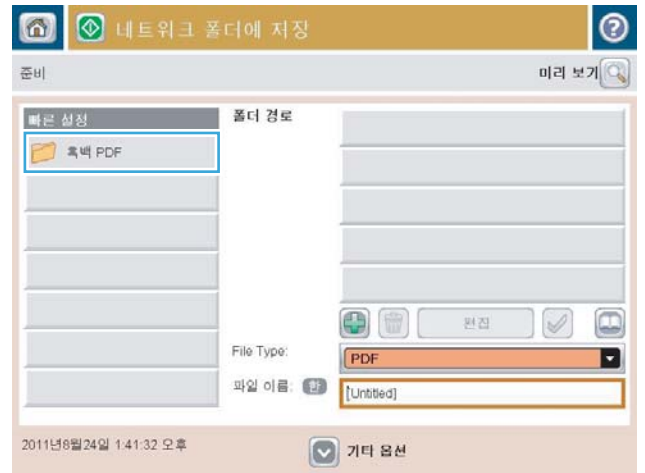 네트워크 폴더에 저장
준비
미리 보기
빠른 설정
폴더 경로
흑백 PDF
편집
File Type:
PDF
파일 이름: 한
[Untitled]
2011년8월24일 1:41:32 오후
기타 옵션